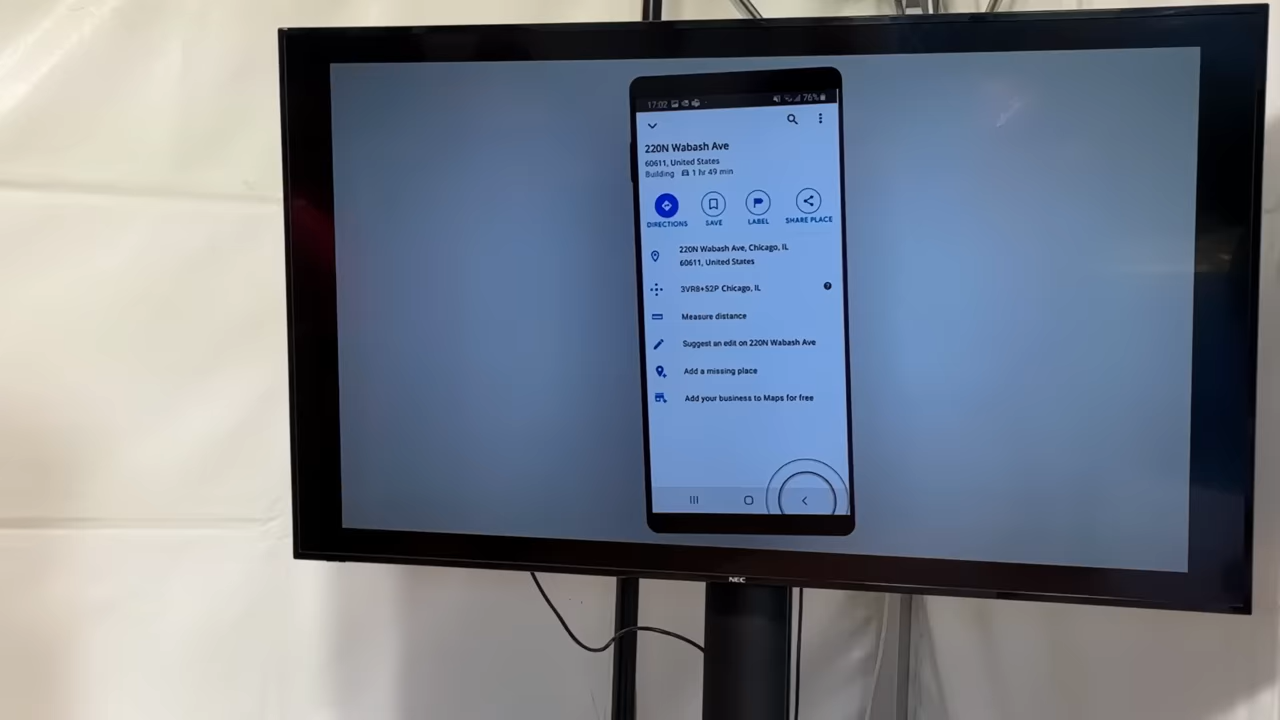 17:02
76%
220N Wabash Ave
60611, United States
Building 1 hr 49 min
DIRECTIONS SAVE LABEL SHARE PLACE
220N Wabash Ave, Chicago, IL
60611, United States
3VR8+52P Chicago, IL
Measure distance
Suggest an edit on 220N Wabash Ave
Add a missing place
Add your business to Maps for free
NEC